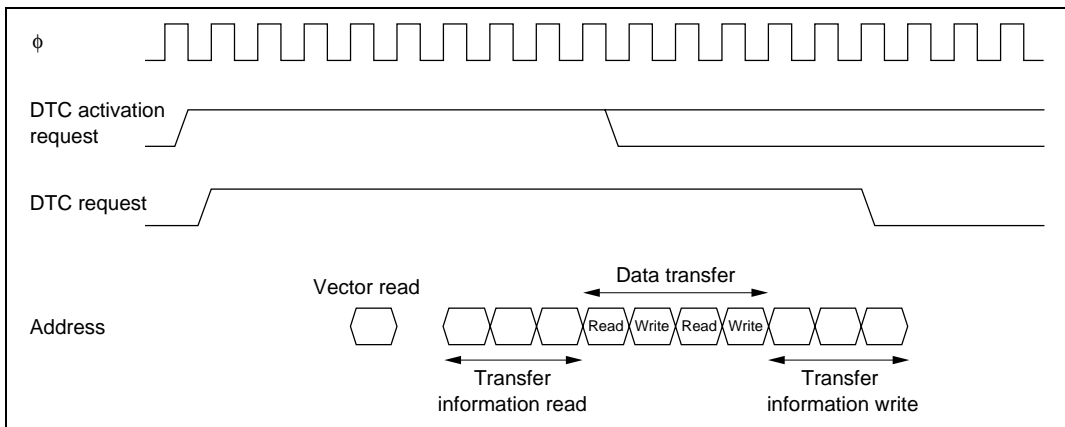 ϕ
DTC activation
request
DTC request
Vector read
Data transfer
Address
Read Write Read Write
Transfer
information read
Transfer
information write